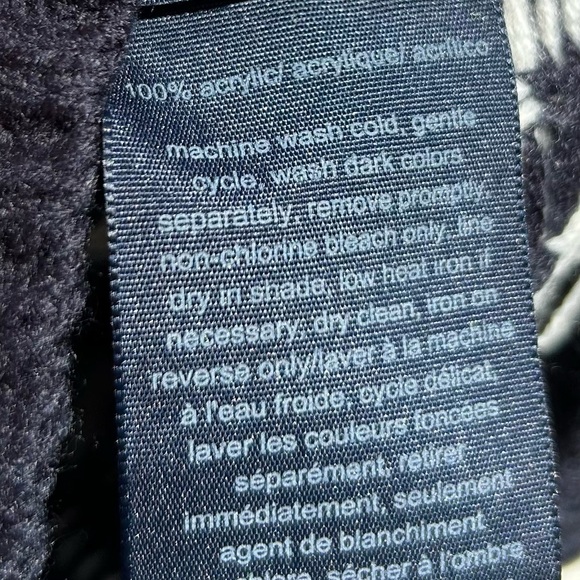 100% acrylic/ acrylique/ acrilico
machine wash cold, gentle
cycle, wash dark colors
separately, remove promptly,
non-chlorine bleach only, line
dry in shade, low heat iron if
necessary, dry clean, iron on
reverse only/laver à la machine
à l'eau froide, cycle délicat,
laver les couleurs foncées
séparément, retirer
immédiatement, seulement
agent de blanchiment
sécher à l'ombre